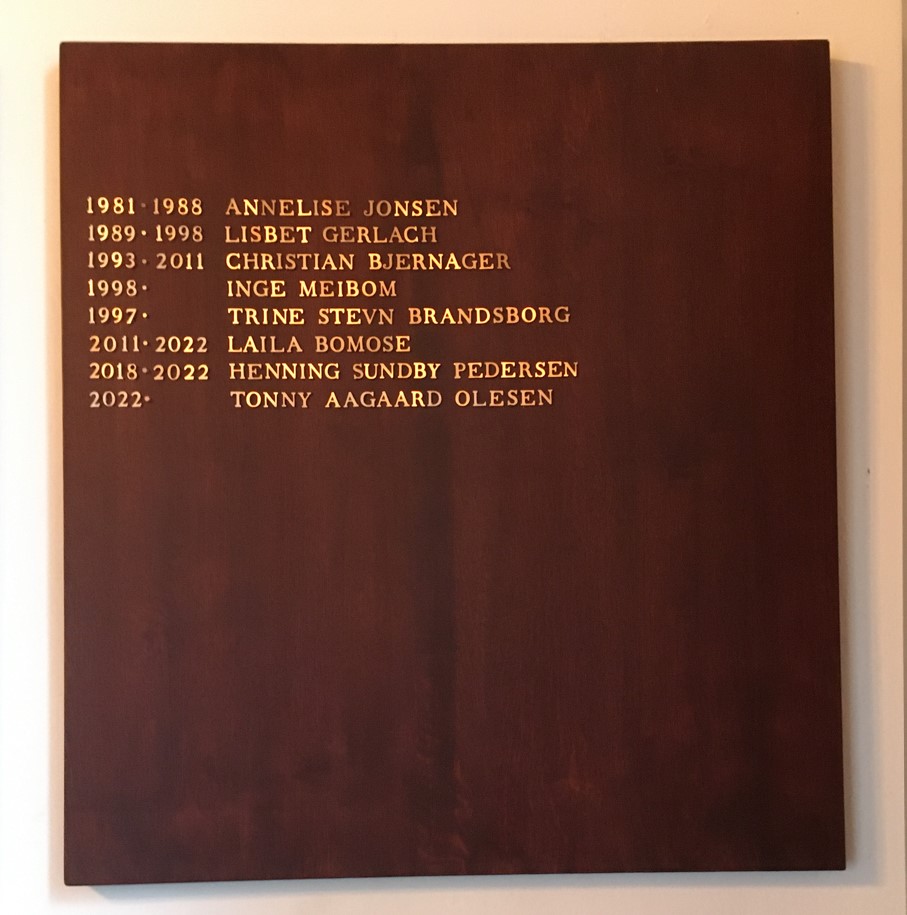 1981·1988 ANNELISE JONSEN
1989·1998 LISBET GERLACH
1993·2011 CHRISTIAN BJERNAGER
1998· INGE MEIBOM
1997· TRINE STEVN BRANDSBORG
2011·2022 LAILA BOMOSE
2018·2022 HENNING SUNDBY PEDERSEN
2022· TONNY AAGAARD OLESEN